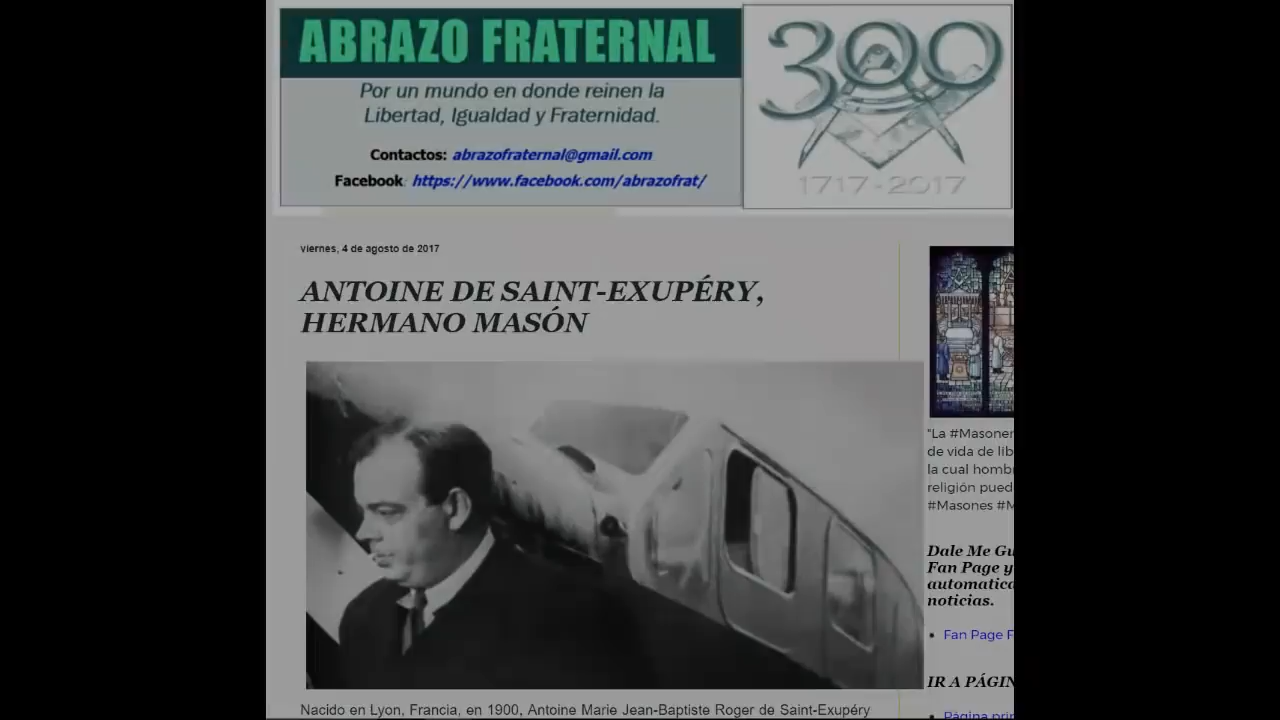 ABRAZO FRATERNAL
Por un mundo en donde reinen la
Libertad, Igualdad y Fraternidad.
Contactos: abrazofraternal@gmail.com
Facebook: https://www.facebook.com/abrazofrat/
300
1717-2017
viernes, 4 de agosto de 2017
ANTOINE DE SAINT-EXUPÉRY,
HERMANO MASÓN
Nacido en Lyon, Francia, en 1900, Antoine Marie Jean-Baptiste Roger de Saint-Exupéry
"La #Masoner
de vida de lib
la cual homb
religión pued
#Masones #M
Dale Me Gu
Fan Page y
automatica
noticias.
Fan Page F
IR A PÁGIN
Página prin